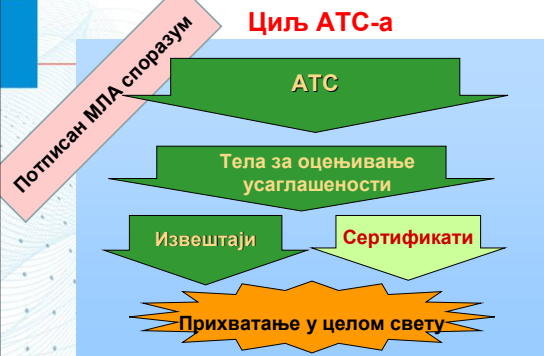 Циљ АТС-а
Потписан МЛА споразум
АТС
Тела за оцењивање
усаглашености
Извештаји
Сертификати
Прихватање у целом свету